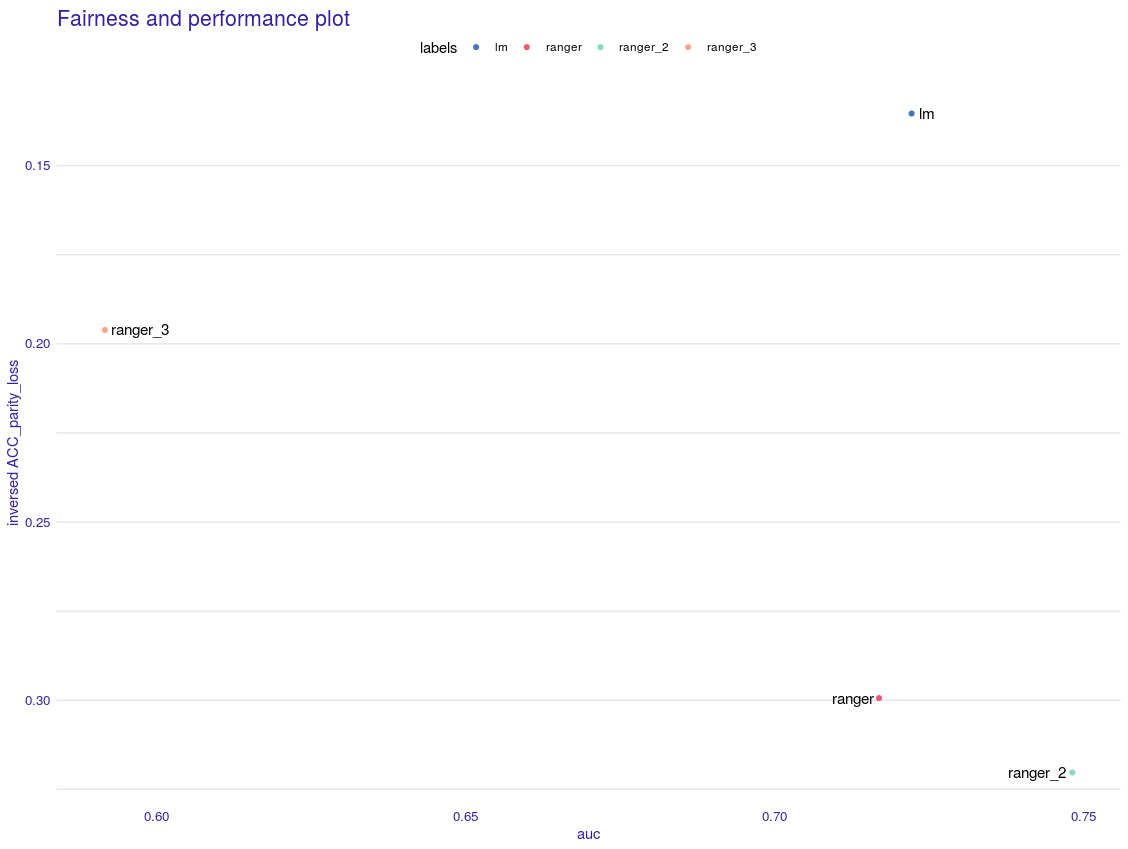 Fairness and performance plot
labels lm ranger ranger_2 ranger_3
lm
0.15
ranger_3
0.20
inversed ACC_parity_loss
0.25
0.30
ranger
ranger_2
0.60 0.65 0.70 0.75
auc